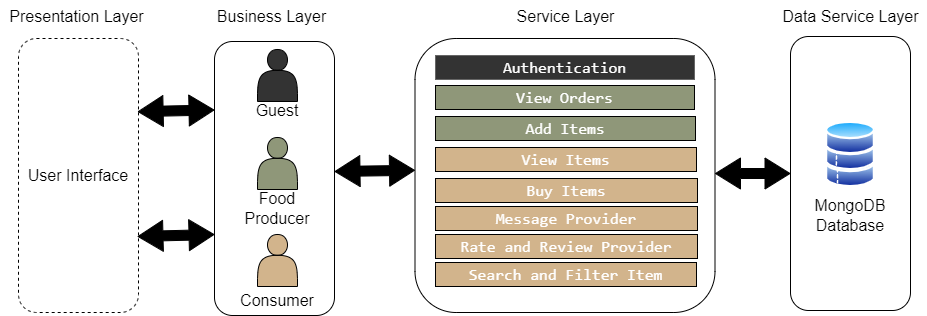 Presentation Layer
Business Layer
Service Layer
Data Service Layer
User Interface
Guest
Food
Producer
Consumer
Authentication
View Orders
Add Items
View Items
Buy Items
Message Provider
Rate and Review Provider
Search and Filter Item
MongoDB
Database